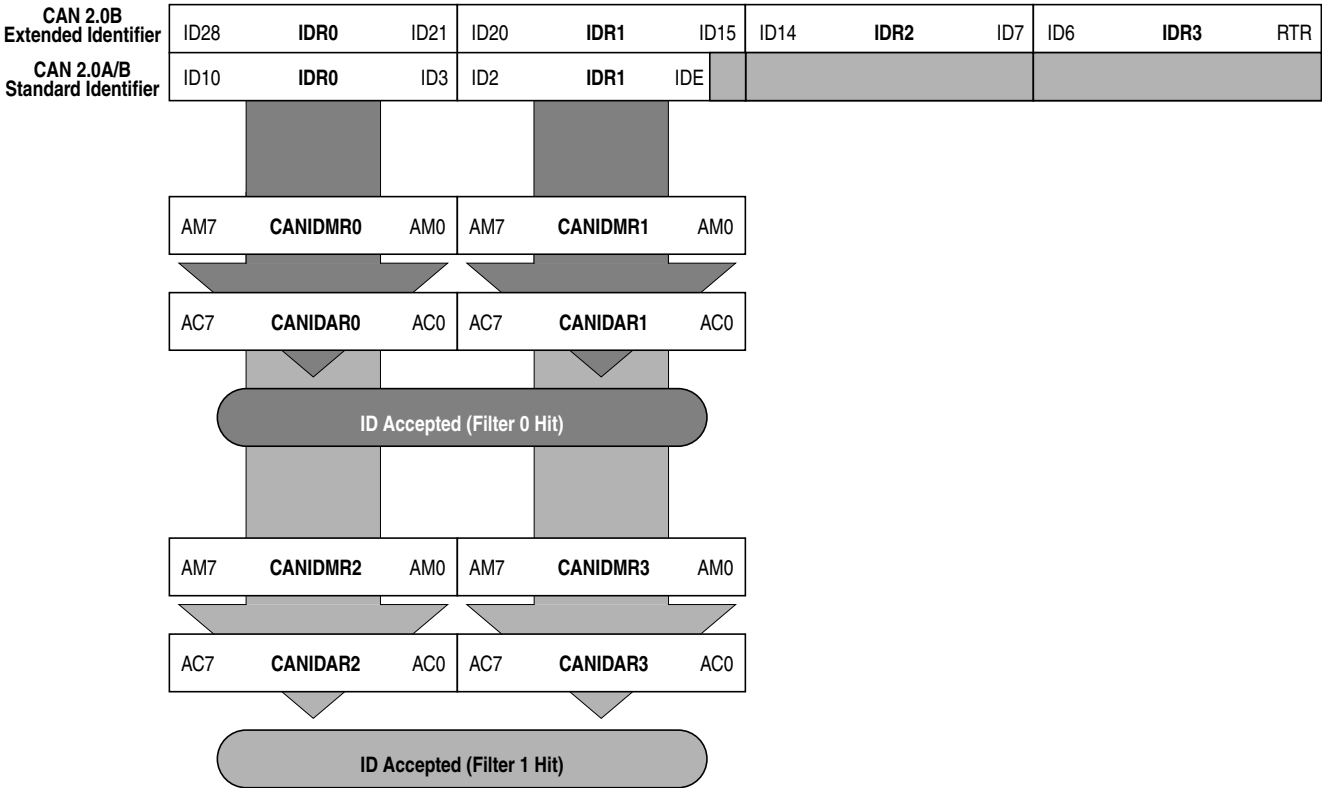 CAN 2.0B
Extended Identifier ID28 IDR0 ID21 ID20 IDR1 ID15 ID14 IDR2 ID7 ID6 IDR3 RTR
CAN 2.0A/B
Standard Identifier ID10 IDR0 ID3 ID2 IDR1 IDE
AM7 CANIDMR0 AM0 AM7 CANIDMR1 AM0
AC7 CANIDAR0 AC0 AC7 CANIDAR1 AC0
ID Accepted (Filter 0 Hit)
AM7 CANIDMR2 AM0 AM7 CANIDMR3 AM0
AC7 CANIDAR2 AC0 AC7 CANIDAR3 AC0
ID Accepted (Filter 1 Hit)